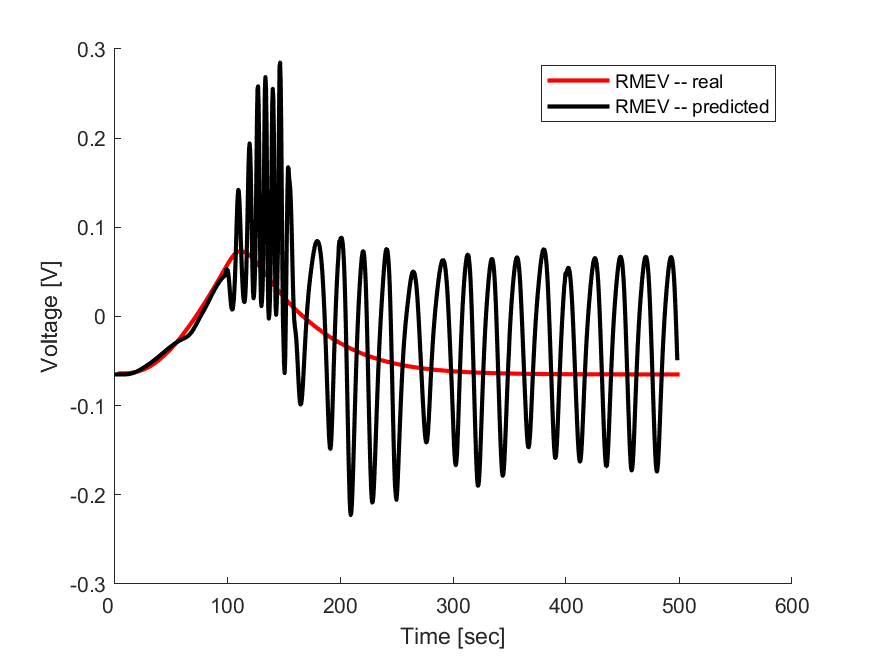 0.3
0.2
0.1
0
-0.1
-0.2
-0.3
0 100 200 300 400 500 600
Voltage [V]
Time [sec]
RMEV -- real
RMEV -- predicted